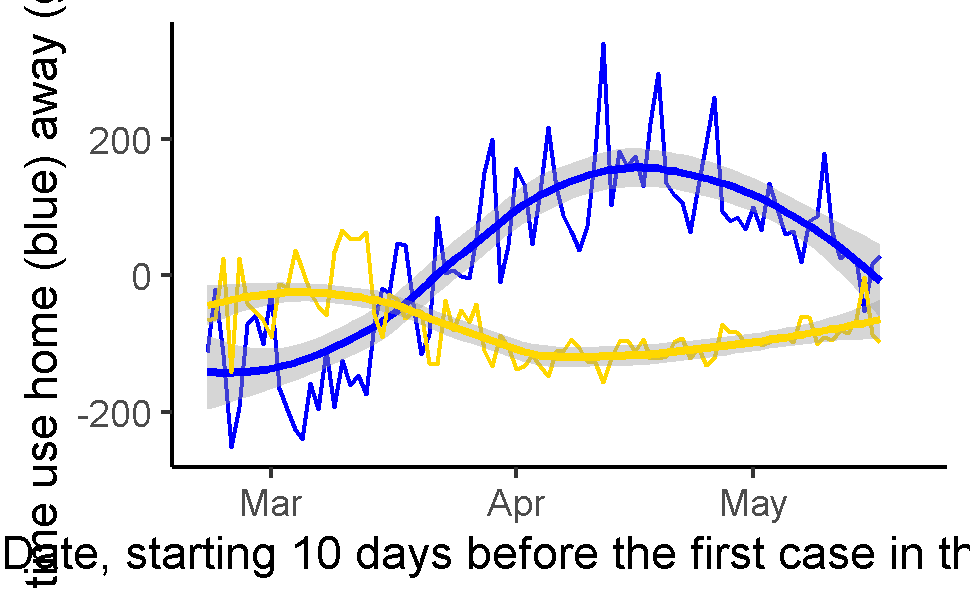 time use home (blue) away (
200
0
-200
Mar
Apr
May
Date, starting 10 days before the first case in th